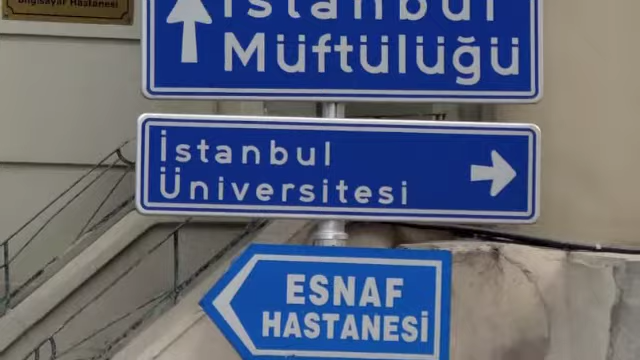 Bilgisayar Hastanesi
İstanbul
Müftülüğü
İstanbul
Üniversitesi
ESNAF
HASTANESİ